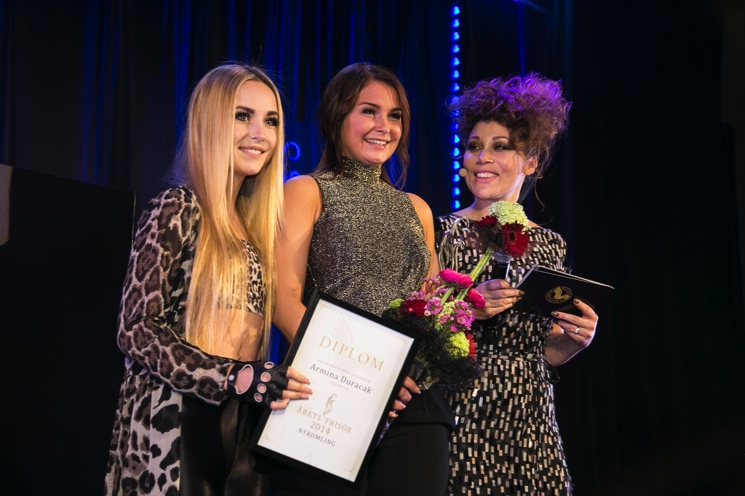 DIPLOM
Armina Duracak
ÅRETS FRISÖR
2014
NYKOMLING